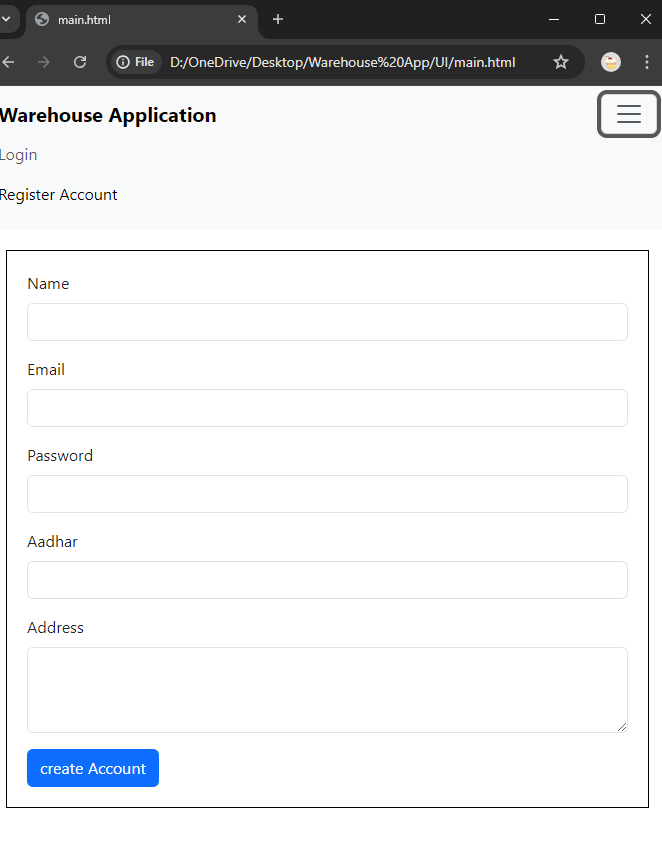 main.html
File
D:/OneDrive/Desktop/Warehouse%20App/UI/main.html
Warehouse Application
Login
Register Account
Name
Email
Password
Aadhar
Address
create Account